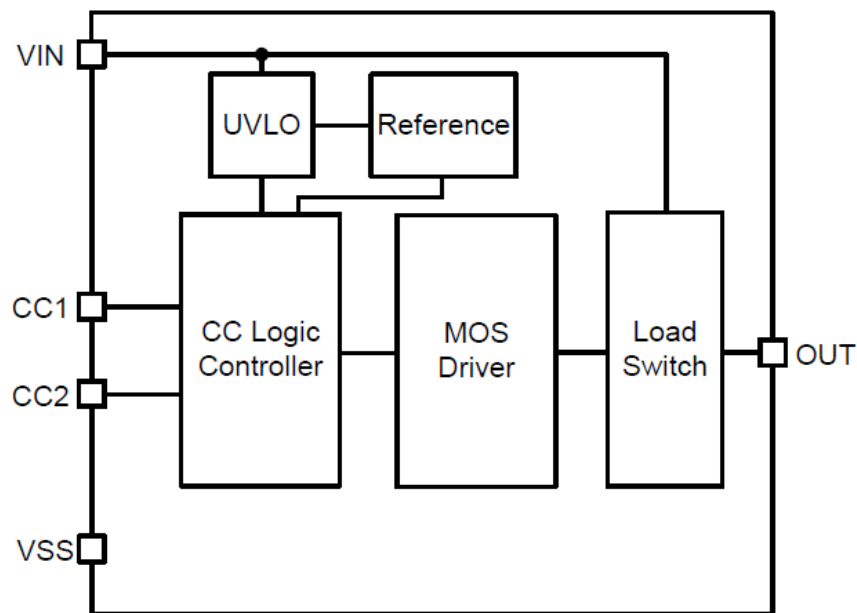 VIN
UVLO
Reference
CC1
CC2
CC Logic
Controller
MOS
Driver
Load
Switch
OUT
VSS